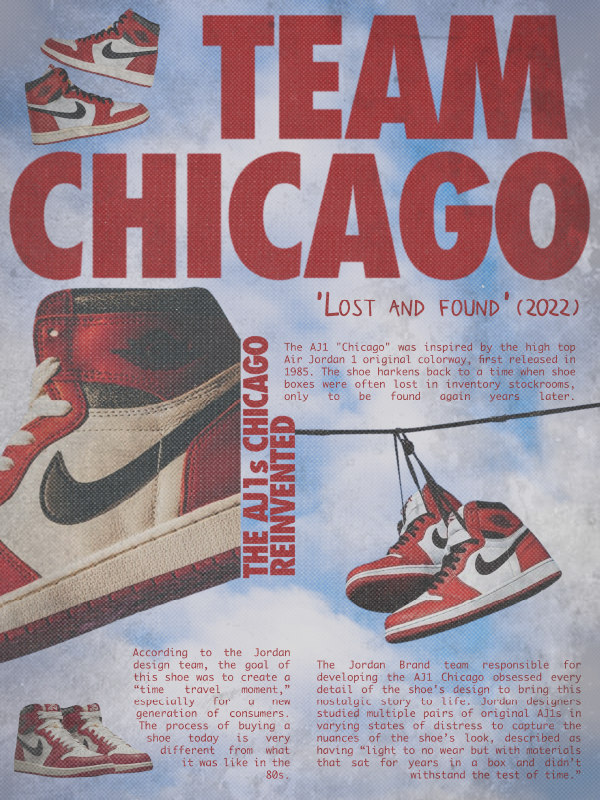 TEAM
CHICAGO
'LOST AND FOUND' (2022)
The AJ1 "Chicago" was inspired by the high top
Air Jordan 1 original colorway, first released in
1985. The shoe harkens back to a time when shoe
boxes were often lost in inventory stockrooms,
only to be found again years later.
THE AJ1s CHICAGO
REINVENTED
According to the Jordan
design team, the goal of
this shoe was to create a
“time travel moment,”
especially for a new
generation of consumers.
The process of buying a
shoe today is very
different from what
it was like in the
80s.
The Jordan Brand team responsible for
developing the AJ1 Chicago obsessed every
detail of the shoe’s design to bring this
nostalgic story to life. Jordan designers
studied multiple pairs of original AJ1s in
varying states of distress to capture the
nuances of the shoe’s look, described as
having “light to no wear but with materials
that sat for years in a box and didn’t
withstand the test of time.”